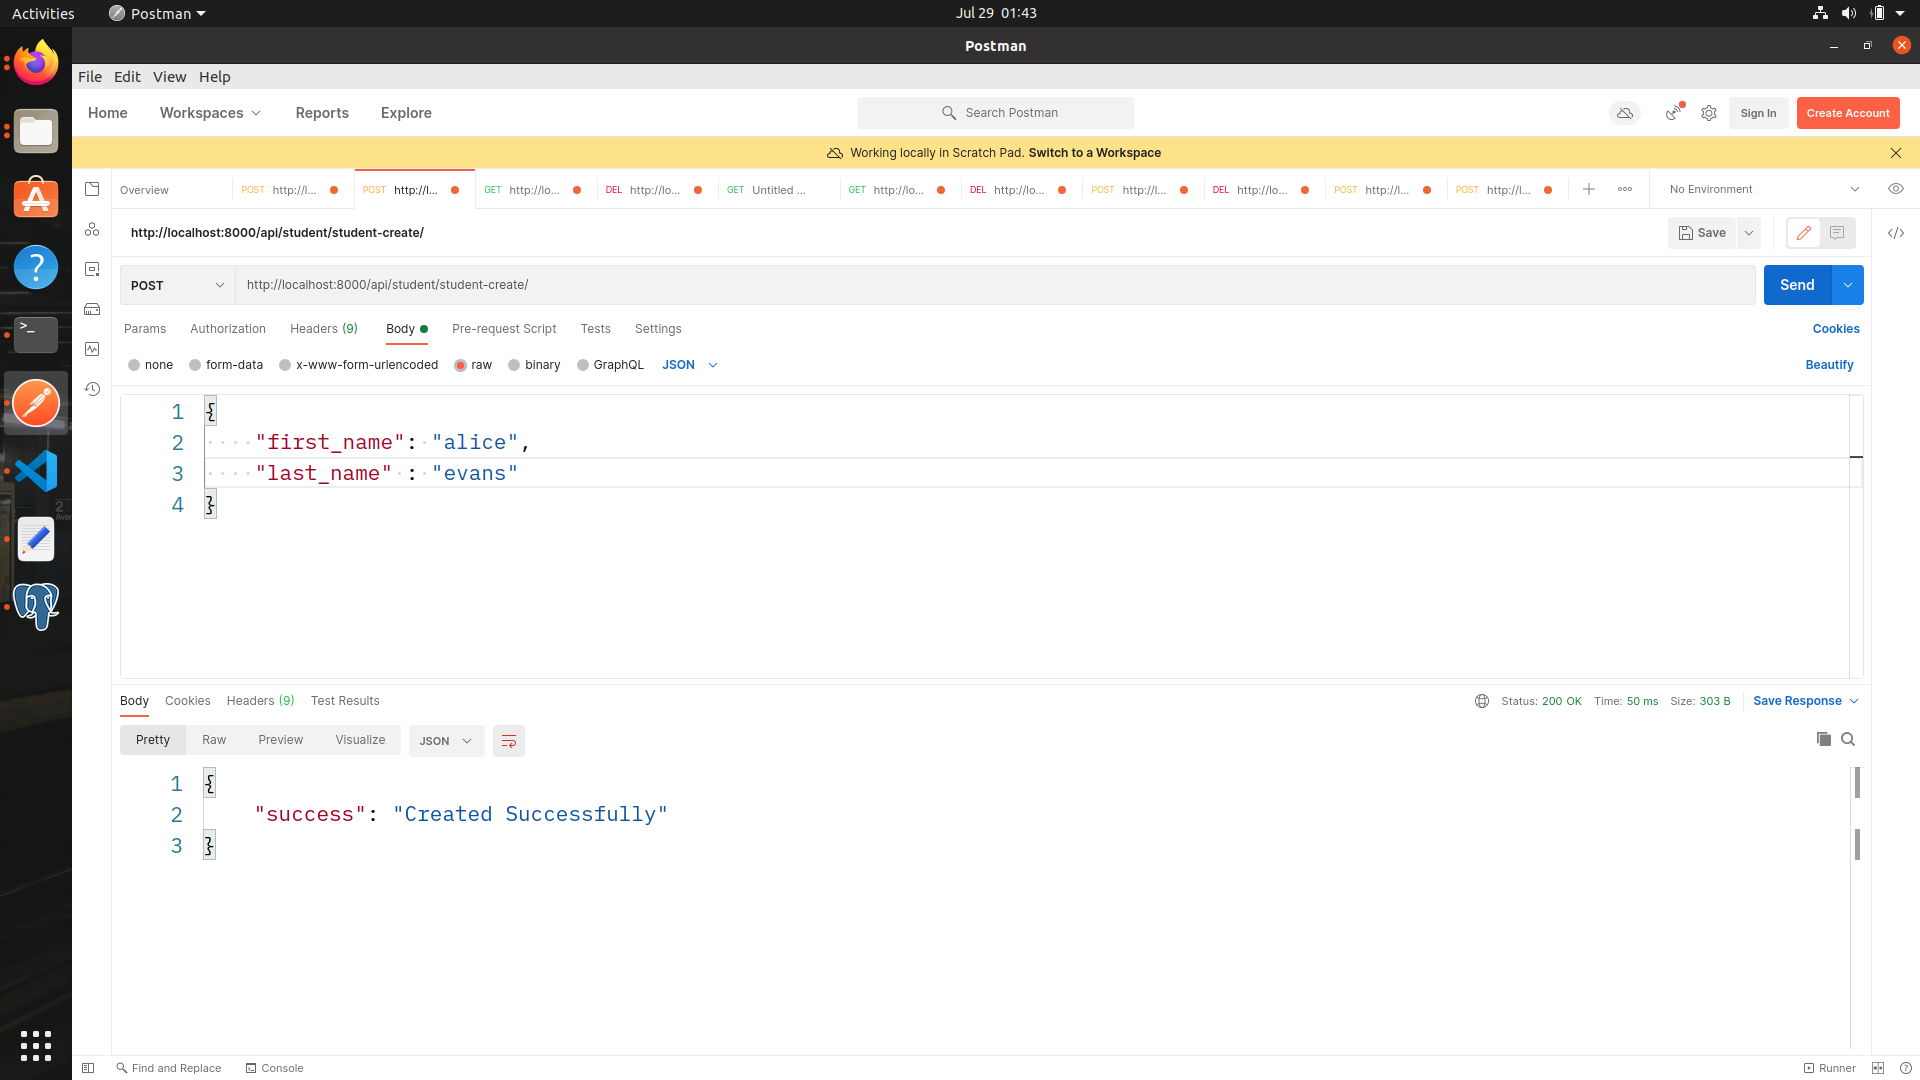 Activities Postman Jul 29 01:43
Postman
File Edit View Help
Home Workspaces Reports Explore Search Postman Sign In Create Account
Working locally in Scratch Pad. Switch to a Workspace
Overview POST http://l... POST http://l... GET http://lo... DEL http://lo... GET Untitled ... GET http://lo... DEL http://lo... POST http://l... DEL http://lo... POST http://l... POST http://l... No Environment
http://localhost:8000/api/student/student-create/ Save
POST http://localhost:8000/api/student/student-create/ Send
Params Authorization Headers (9) Body Pre-request Script Tests Settings Cookies
none form-data x-www-form-urlencoded raw binary GraphQL JSON Beautify
1 {
2 "first_name": "alice",
3 "last_name" : "evans"
4 }
Body Cookies Headers (9) Test Results Status: 200 OK Time: 50 ms Size: 303 B Save Response
Pretty Raw Preview Visualize JSON
1 {
2 "success": "Created Successfully"
3 }
Find and Replace Console Runner